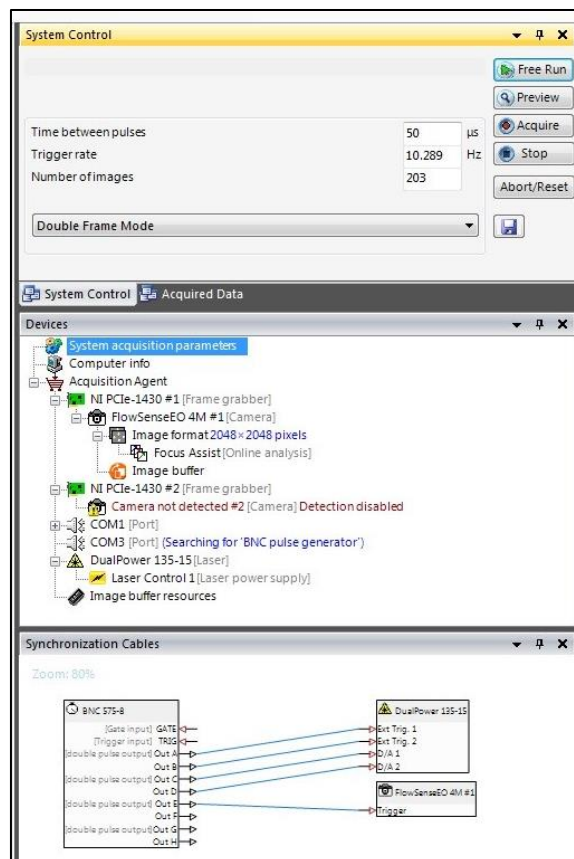 System Control
Free Run
Preview
Time between pulses 50 µs
Acquire
Trigger rate 10.289 Hz
Stop
Number of images 203
Abort/Reset
Double Frame Mode
System Control Acquired Data
Devices
System acquisition parameters
Computer info
Acquisition Agent
NI PCIe-1430 #1 [Frame grabber]
FlowSenseEO 4M #1 [Camera]
Image format 2048×2048 pixels
Focus Assist [Online analysis]
Image buffer
NI PCIe-1430 #2 [Frame grabber]
Camera not detected #2 [Camera] Detection disabled
COM1 [Port]
COM3 [Port] (Searching for 'BNC pulse generator')
DualPower 135-15 [Laser]
Laser Control 1 [Laser power supply]
Image buffer resources
Synchronization Cables
Zoom: 80%
BNC 575-8
[Gate input] GATE
[Trigger input] TRIG
[double pulse output] Out A
Out B
[double pulse output] Out C
Out D
[double pulse output] Out E
Out F
[double pulse output] Out G
Out H
DualPower 135-15
Ext Trig. 1
Ext Trig. 2
D/A 1
D/A 2
FlowSenseEO 4M #1
Trigger